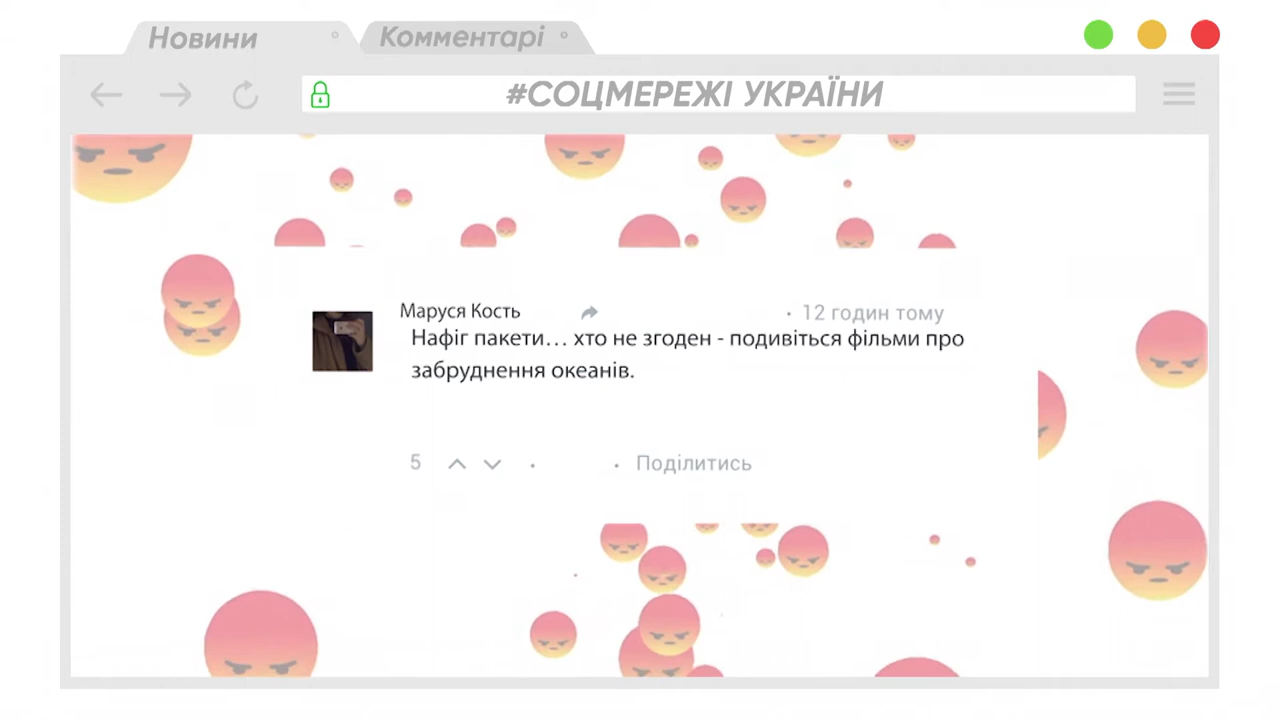 Новини
Комментарі
#СОЦМЕРЕЖІ УКРАЇНИ
Маруся Кость
· 12 годин тому
Нафіг пакети… хто не згоден - подивіться фільми про
забруднення океанів.
5
· Поділитись